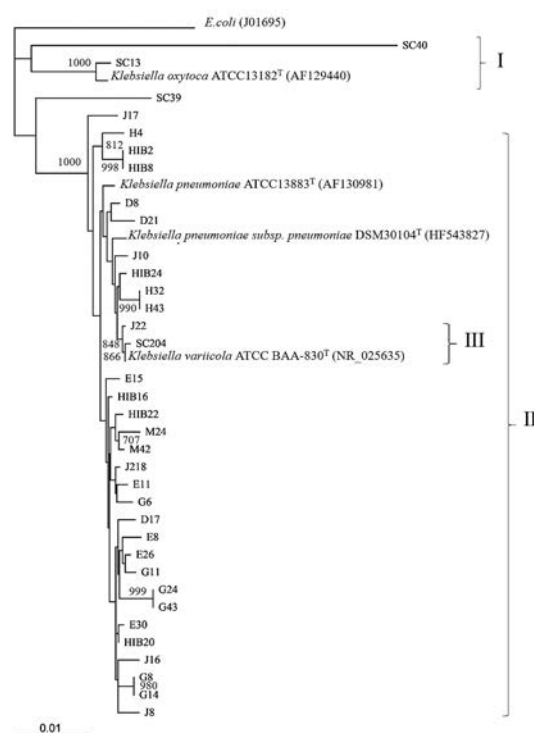 E.coli (J01695)
SC40
1000
SC13
I
Klebsiella oxytoca ATCC13182ᵀ (AF129440)
SC39
J17
H4
812
HIB2
1000
998
HIB8
Klebsiella pneumoniae ATCC13883ᵀ (AF130981)
D8
D21
Klebsiella pneumoniae subsp. pneumoniae DSM30104ᵀ (HF543827)
J10
HIB24
H32
990
H43
J22
848
SC204
III
866
Klebsiella variicola ATCC BAA-830ᵀ (NR_025635)
E15
HIB16
HIB22
II
M24
707
M42
J218
E11
G6
D17
E8
E26
G11
999
G24
G43
E30
HIB20
J16
G8
980
G14
J8
0.01